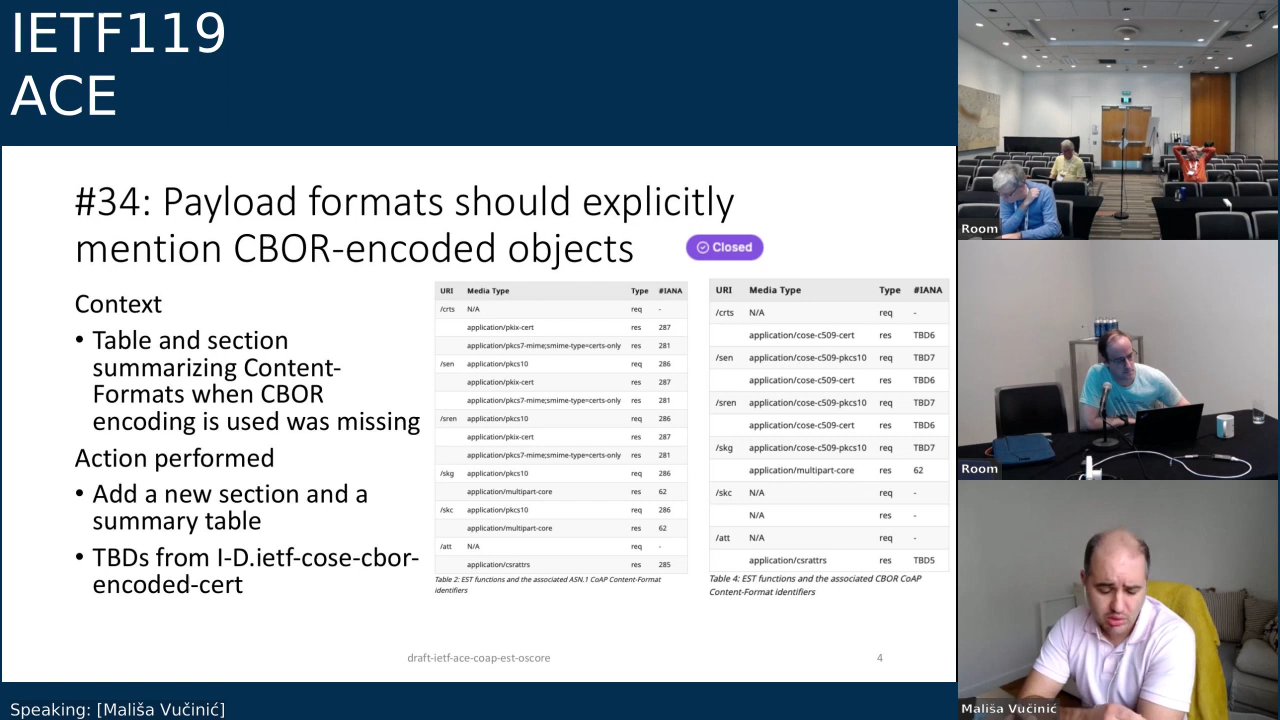 IETF119
ACE
#34: Payload formats should explicitly
mention CBOR-encoded objects
Closed
Context
• Table and section
summarizing Content-
Formats when CBOR
encoding is used was missing
Action performed
• Add a new section and a
summary table
• TBDs from I-D.ietf-cose-cbor-
encoded-cert
URI Media Type Type #IANA
/crts N/A req -
application/pkix-cert res 287
application/pkcs7-mime;smime-type=certs-only res 281
/sen application/pkcs10 req 286
application/pkix-cert res 287
application/pkcs7-mime;smime-type=certs-only res 281
/sren application/pkcs10 req 286
application/pkix-cert res 287
application/pkcs7-mime;smime-type=certs-only res 281
/skg application/pkcs10 req 286
application/multipart-core res 62
/skc application/pkcs10 req 286
application/multipart-core res 62
/att N/A req -
application/csrattrs res 285
Table 2: EST functions and the associated ASN.1 CoAP Content-Format
identifiers
URI Media Type Type #IANA
/crts N/A req -
application/cose-c509-cert res TBD6
/sen application/cose-c509-pkcs10 req TBD7
application/cose-c509-cert res TBD6
/sren application/cose-c509-pkcs10 req TBD7
application/cose-c509-cert res TBD6
/skg application/cose-c509-pkcs10 req TBD7
application/multipart-core res 62
/skc N/A req -
N/A res -
/att N/A req -
application/csrattrs res TBD5
Table 4: EST functions and the associated CBOR CoAP
Content-Format identifiers
draft-ietf-ace-coap-est-oscore
4
Room
Room
Mališa Vučinić
Speaking: [Mališa Vučinić]